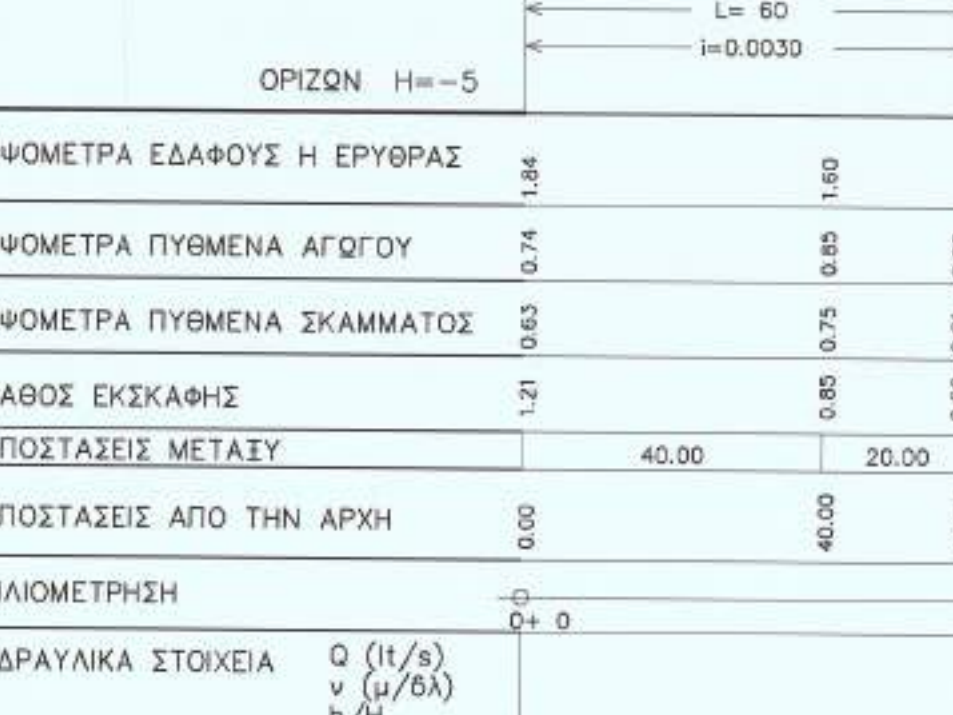 L= 60
i=0.0030
ΟΡΙΖΩΝ H=-5
ΨΟΜΕΤΡΑ ΕΔΑΦΟΥΣ Η ΕΡΥΘΡΑΣ 1.84 1.60
ΨΟΜΕΤΡΑ ΠΥΘΜΕΝΑ ΑΓΩΓΟΥ 0.74 0.85
ΨΟΜΕΤΡΑ ΠΥΘΜΕΝΑ ΣΚΑΜΜΑΤΟΣ 0.63 0.75
ΑΘΟΣ ΕΚΣΚΑΦΗΣ 1.21 0.85
ΠΟΣΤΑΣΕΙΣ ΜΕΤΑΞΥ 40.00 20.00
ΠΟΣΤΑΣΕΙΣ ΑΠΟ ΤΗΝ ΑΡΧΗ 0.00 40.00
ΙΛΙΟΜΕΤΡΗΣΗ
0+ 0
ΔΡΑΥΛΙΚΑ ΣΤΟΙΧΕΙΑ Q (lt/s)
ν (μ/δλ)